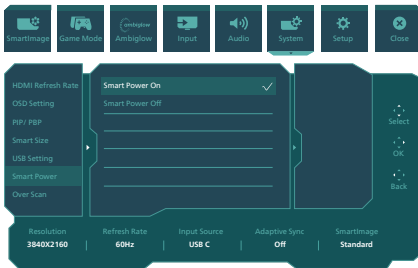 SmartImage
Game Mode
ambiglow
Ambiglow
Input
Audio
System
Setup
Close
HDMI Refresh Rate
OSD Setting
PIP/ PBP
Smart Size
USB Setting
Smart Power
Over Scan
Smart Power On
Smart Power Off
Select
OK
Back
Resolution Refresh Rate Input Source Adaptive Sync SmartImage
3840X2160 | 60Hz | USB C | Off | Standard